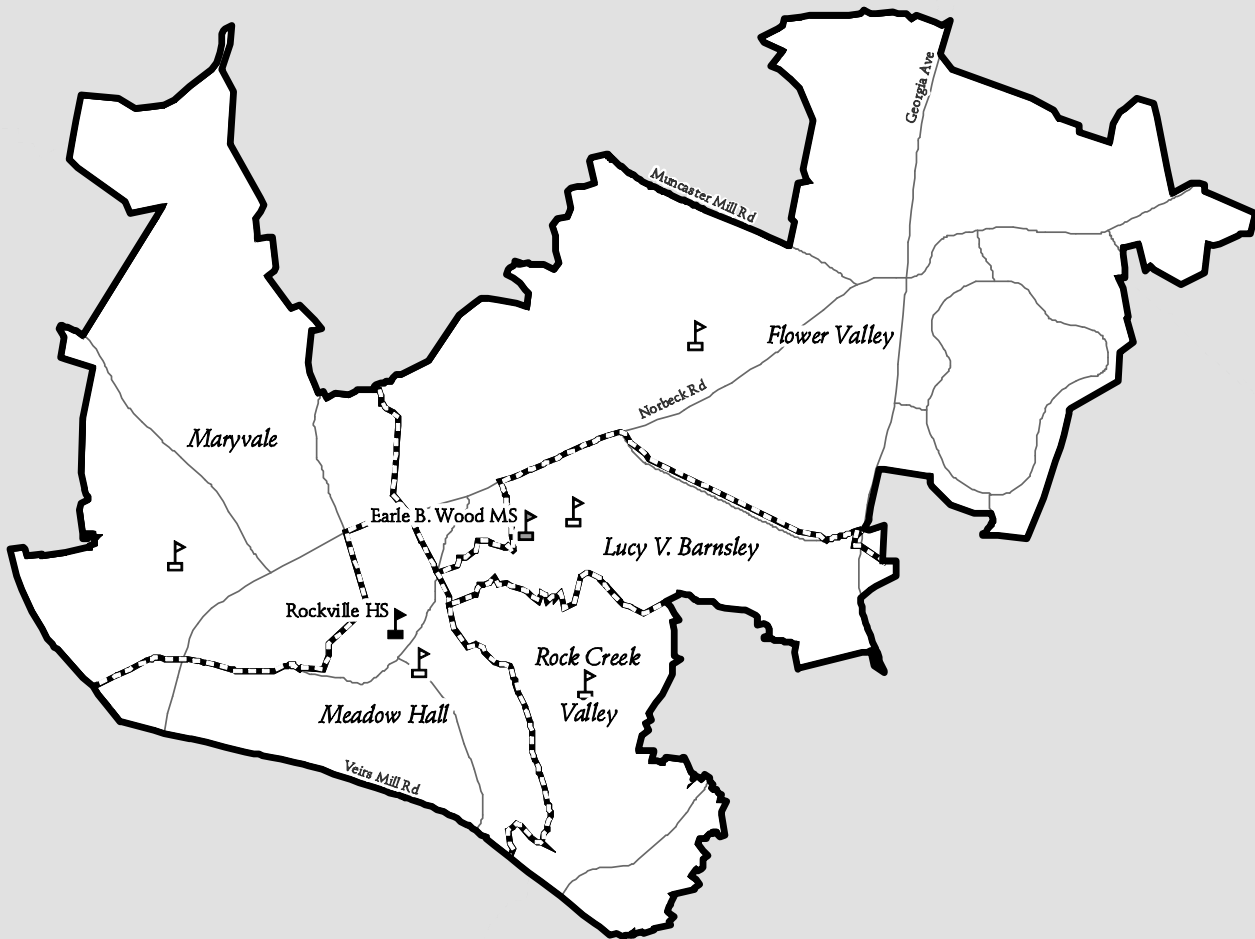 Georgia Ave
Muncaster Mill Rd
Flower Valley
Norbeck Rd
Maryvale
Earle B. Wood MS
Lucy V. Barnsley
Rockville HS
Rock Creek
Valley
Meadow Hall
Veirs Mill Rd